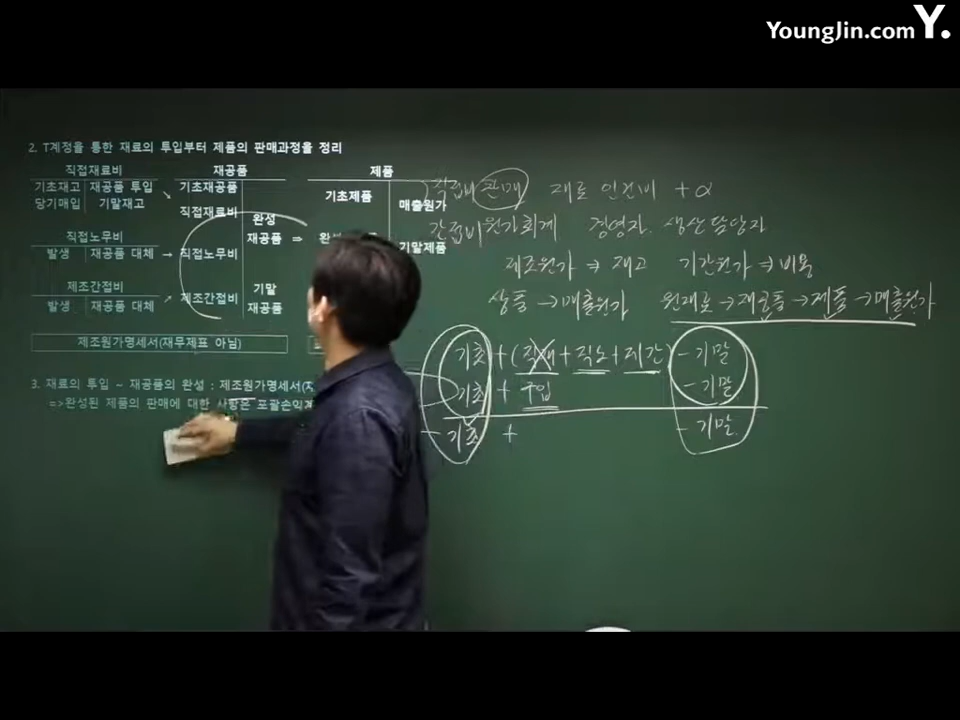 YoungJin.com Y.
2. T계정을 통한 재료의 투입부터 제품의 판매과정을 정리
직접재료비 재공품 제품
기초재고 재공품 투입 기초재공품
당기매입 기말재고
기초제품 매출원가
직접재료비 완성
재공품 ⇒
직접노무비
발생 재공품 대체 → 직접노무비
기말제품
제조간접비
발생 재공품 대체 제조간접비
기말
재공품
제조원가명세서(재무제표 아님)
3. 재료의 투입 ~ 재공품의 완성 : 제조원가명세서(
=>완성된 제품의 판매에 대한 사항은 포괄손익계
직접비 판매 재료 인건비 + α
간접비 원가회계 경영자. 생산담당자
제조원가 ⇒ 재고 기간원가 ⇒ 비용
상품 → 매출원가 원재료 → 재공품 → 제품 → 매출원가
기초 + (직재 + 직노 + 제간) - 기말
기초 + 구입 - 기말
기초 + - 기말